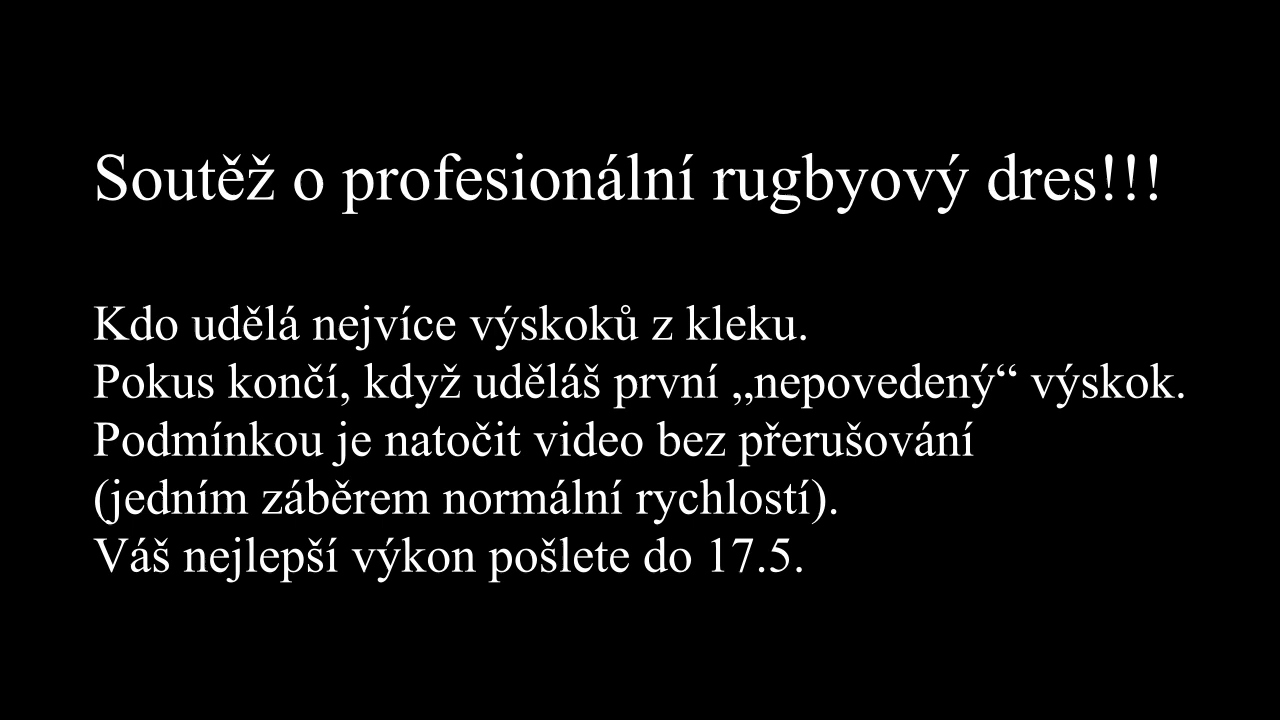 Soutěž o profesionální rugbyový dres!!!
Kdo udělá nejvíce výskoků z kleku.
Pokus končí, když uděláš první „nepovedený“ výskok.
Podmínkou je natočit video bez přerušování
(jedním záběrem normální rychlostí).
Váš nejlepší výkon pošlete do 17.5.